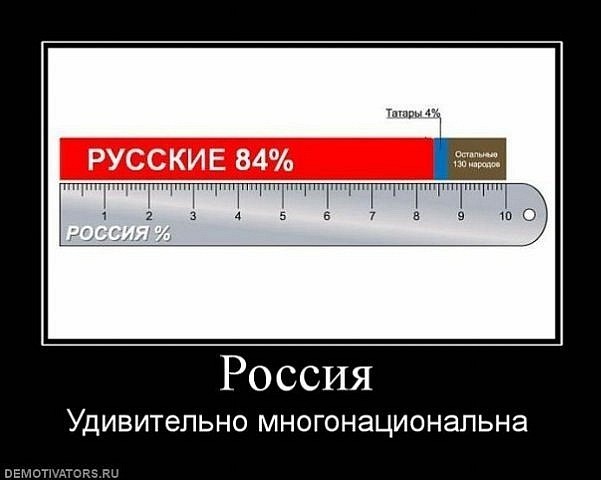 Татары 4%
РУССКИЕ 84%
Остальные
130 народов
1 2 3 4 5 6 7 8 9 10
РОССИЯ %
Россия
Удивительно многонациональна
DEMOTIVATORS.RU